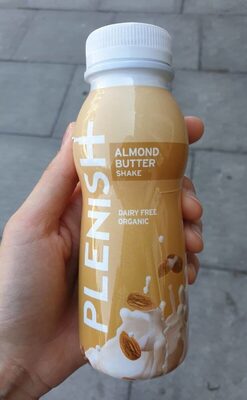 PLENISH
ALMOND
BUTTER
SHAKE
DAIRY FREE
ORGANIC